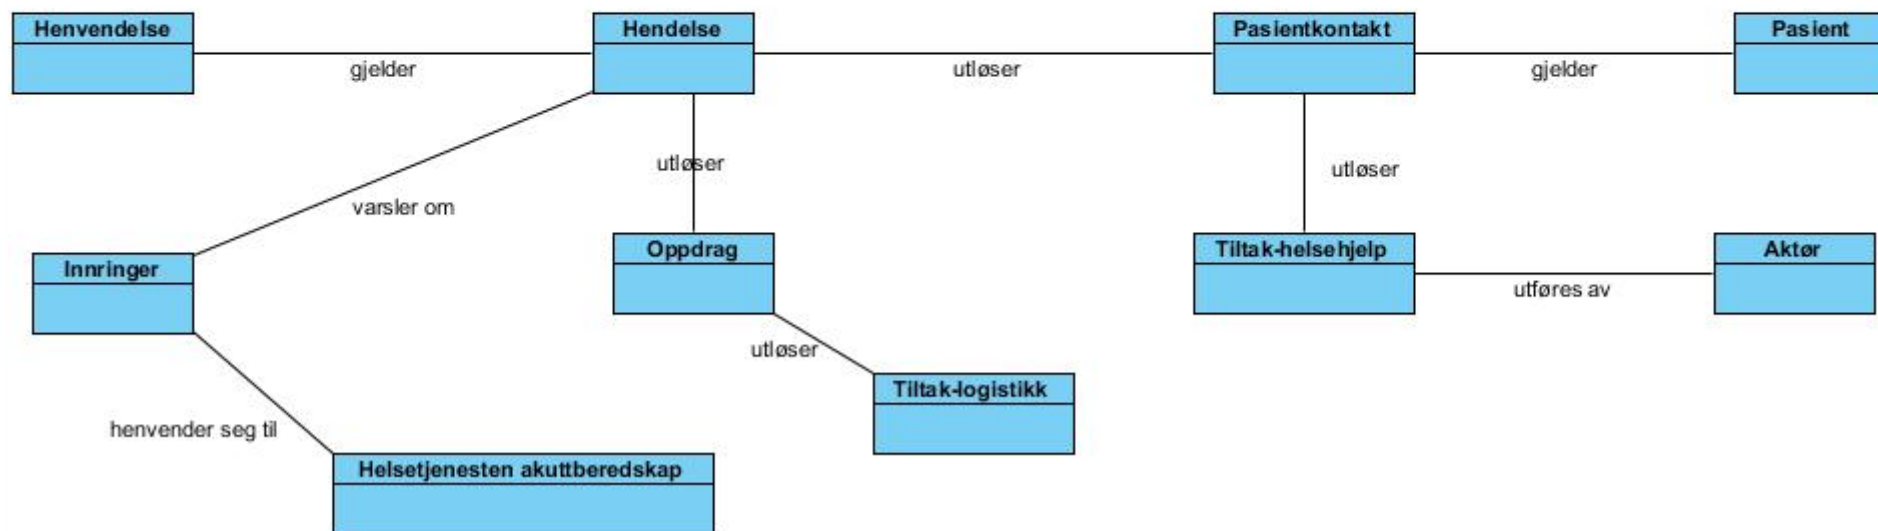 Henvendelse
Hendelse
Pasientkontakt
Pasient
gjelder
utløser
gjelder
utløser
utløser
varsler om
Innringer
Oppdrag
Tiltak-helsehjelp
Aktør
utføres av
utløser
Tiltak-logistikk
henvender seg til
Helsetjenesten akuttberedskap